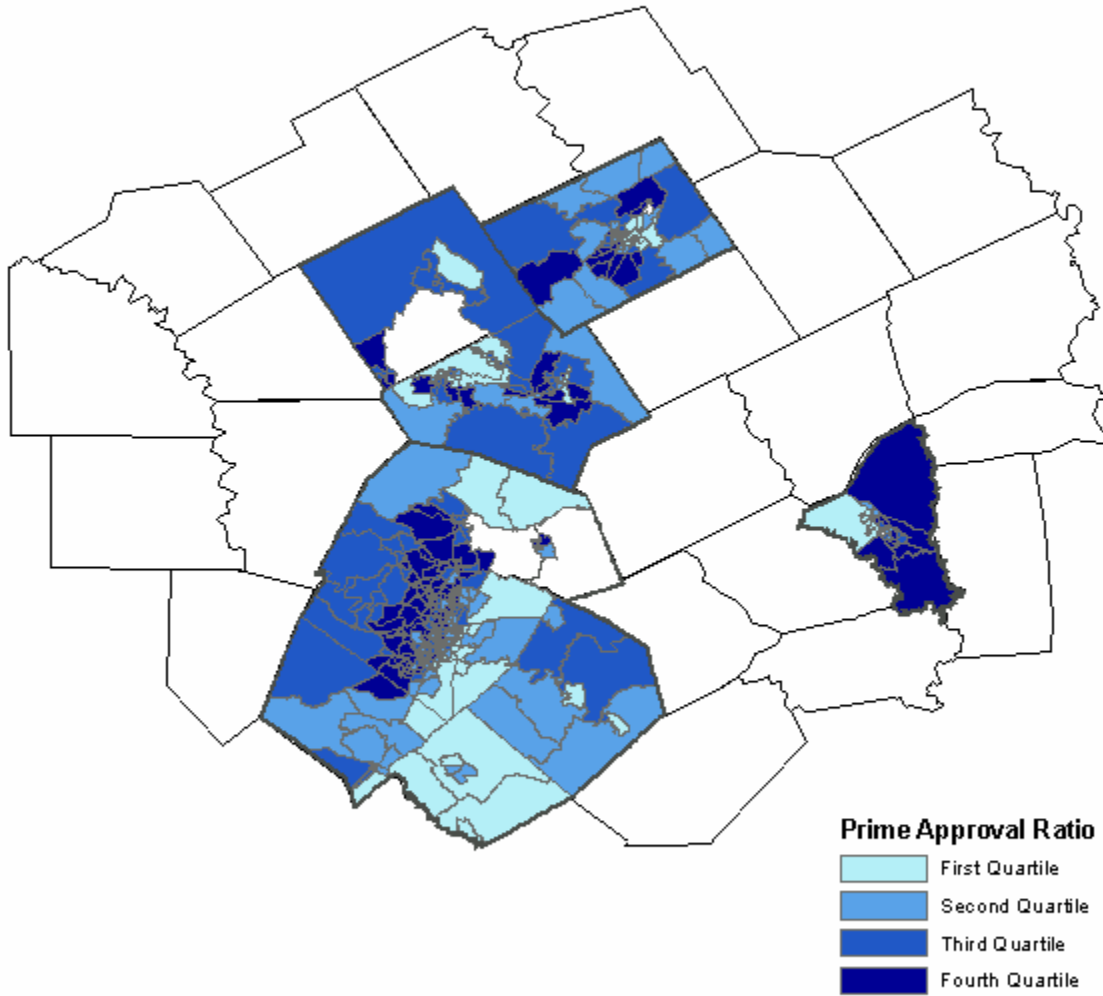 Prime Approval Ratio
First Quartile
Second Quartile
Third Quartile
Fourth Quartile